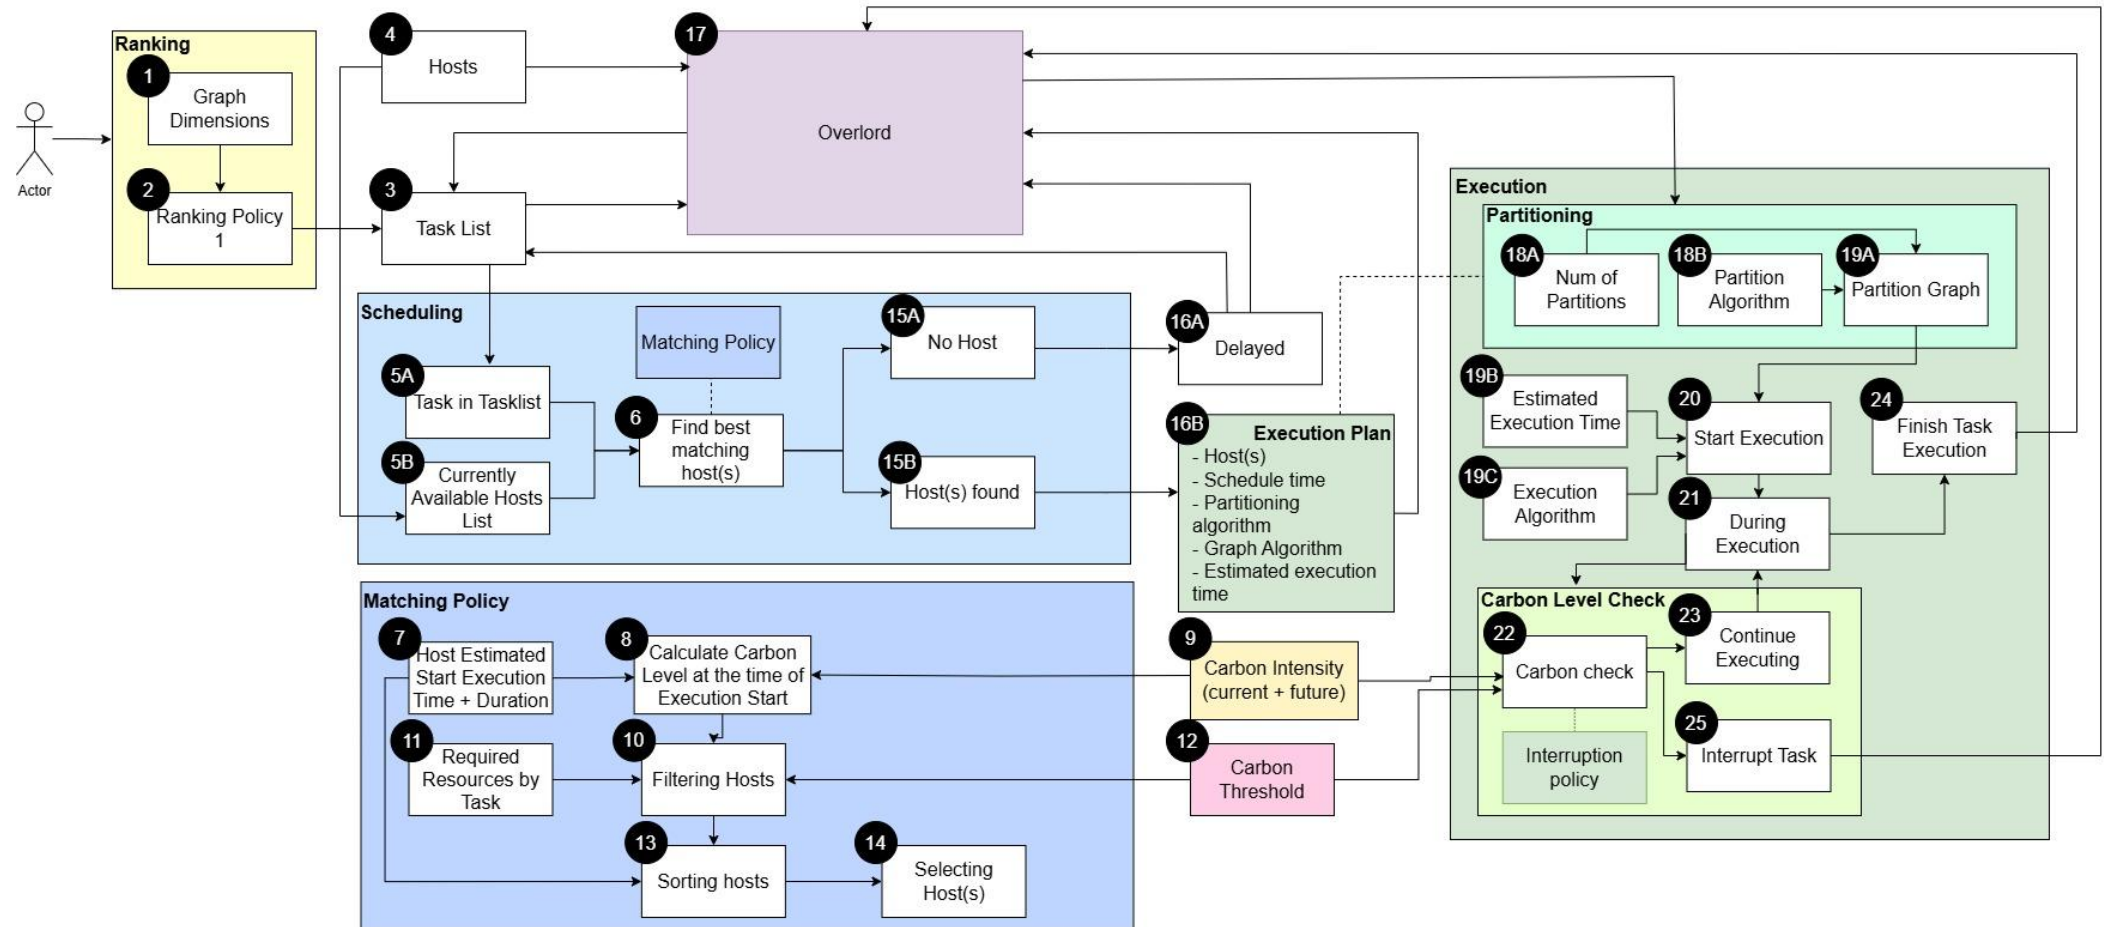 Actor
Ranking
1
Graph
Dimensions
2
Ranking Policy
1
4
Hosts
3
Task List
17
Overlord
Scheduling
5A
Task in Tasklist
5B
Currently
Available Hosts
List
Matching Policy
6
Find best
matching
host(s)
15A
No Host
15B
Host(s) found
16A
Delayed
16B
Execution Plan
- Host(s)
- Schedule time
- Partitioning
algorithm
- Graph Algorithm
- Estimated execution
time
Matching Policy
7
Host Estimated
Start Execution
Time + Duration
8
Calculate Carbon
Level at the time of
Execution Start
9
Carbon Intensity
(current + future)
11
Required
Resources by
Task
10
Filtering Hosts
12
Carbon
Threshold
13
Sorting hosts
14
Selecting
Host(s)
Execution
Partitioning
18A
Num of
Partitions
18B
Partition
Algorithm
19A
Partition Graph
19B
Estimated
Execution Time
19C
Execution
Algorithm
20
Start Execution
24
Finish Task
Execution
21
During
Execution
Carbon Level Check
22
Carbon check
23
Continue
Executing
Interruption
policy
25
Interrupt Task